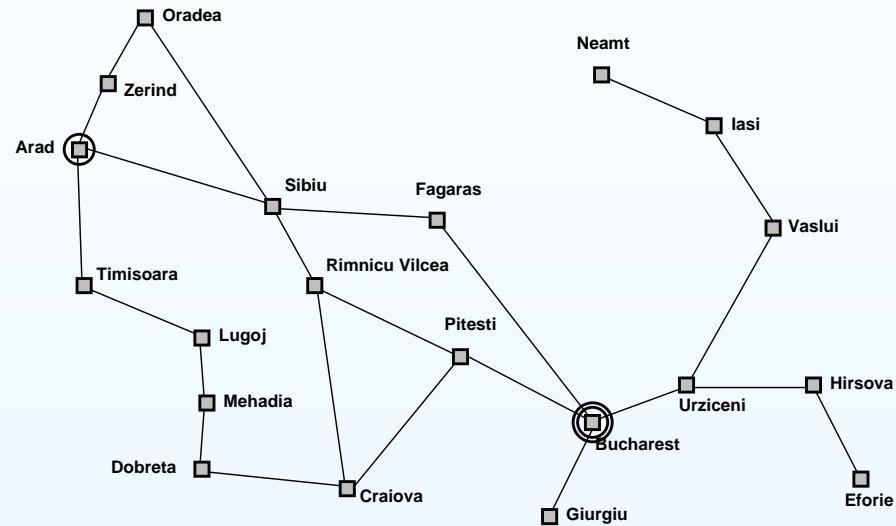 Oradea
Neamt
Zerind
Iasi
Arad
Sibiu
Fagaras
Vaslui
Rimnicu Vilcea
Timisoara
Pitesti
Lugoj
Hirsova
Mehadia
Urziceni
Bucharest
Dobreta
Craiova
Eforie
Giurgiu